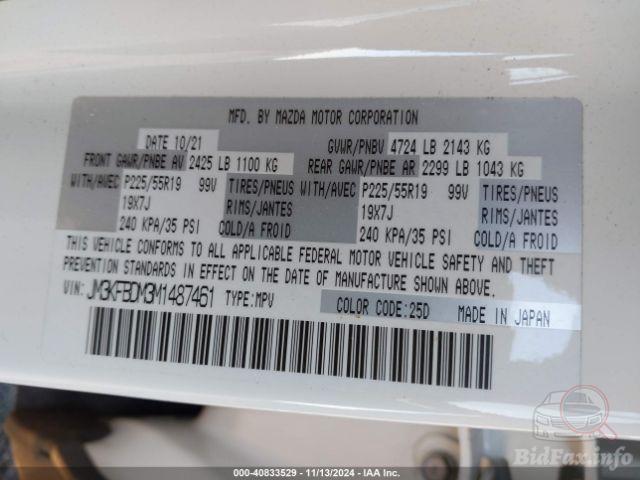 MFD. BY MAZDA MOTOR CORPORATION
DATE 10/21 GVWR/PNBV 4724 LB 2143 KG
FRONT GAWR/PNBE AV 2425 LB 1100 KG REAR GAWR/PNBE AR 2299 LB 1043 KG
WITH/AVEC P225/55R19 99V TIRES/PNEUS WITH/AVEC P225/55R19 99V TIRES/PNEUS
19X7J RIMS/JANTES 19X7J RIMS/JANTES
240 KPA/35 PSI COLD/A FROID 240 KPA/35 PSI COLD/A FROID
THIS VEHICLE CONFORMS TO ALL APPLICABLE FEDERAL MOTOR VEHICLE SAFETY AND THEFT
PREVENTION STANDARDS IN EFFECT ON THE DATE OF MANUFACTURE SHOWN ABOVE.
VIN: JM3KFBDM3M1487461 TYPE:MPV COLOR CODE:25D MADE IN JAPAN
BidFax.info
000-40833529 - 11/13/2024 - IAA Inc.